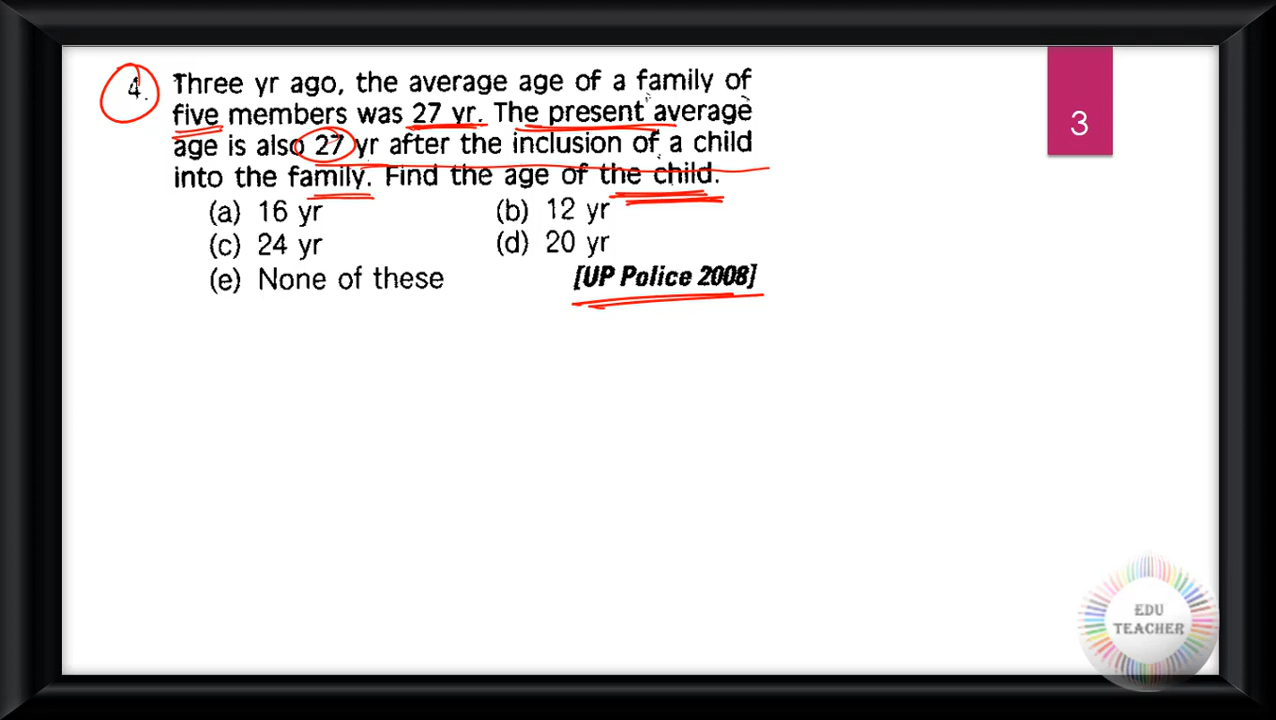 4. Three yr ago, the average age of a family of
five members was 27 yr. The present average
age is also 27 yr after the inclusion of a child
into the family. Find the age of the child.
(a) 16 yr (b) 12 yr
(c) 24 yr (d) 20 yr
(e) None of these [UP Police 2008]
3
EDU
TEACHER